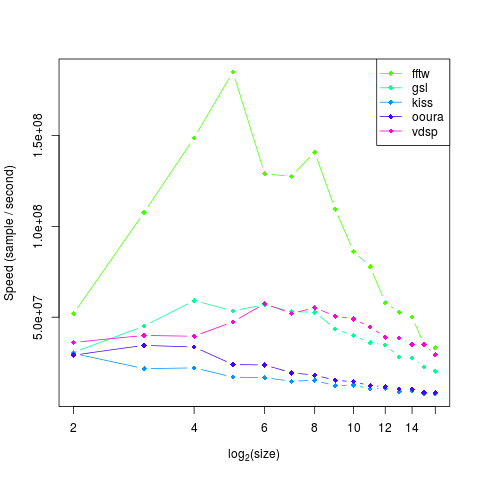 fftw
gsl
kiss
ooura
vdsp
Speed (sample / second)
1.5e+08
1.0e+08
5.0e+07
2 4 6 8 10 12 14
log2(size)